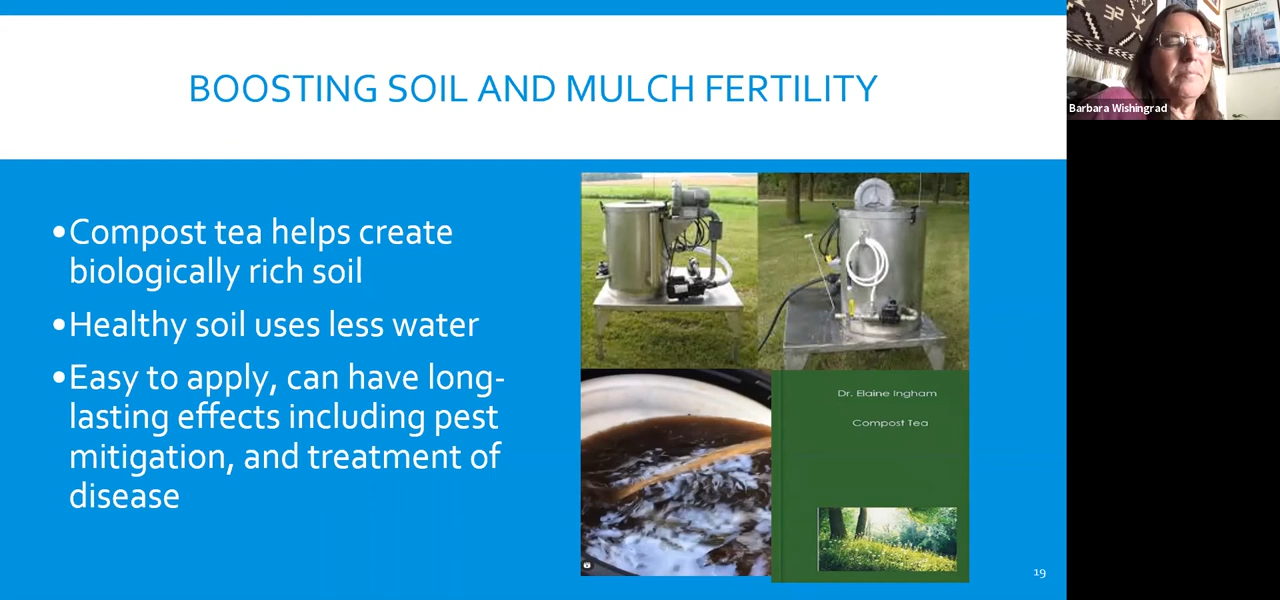 BOOSTING SOIL AND MULCH FERTILITY
•Compost tea helps create
biologically rich soil
•Healthy soil uses less water
•Easy to apply, can have long-
lasting effects including pest
mitigation, and treatment of
disease
Dr. Elaine Ingham
Compost Tea
19
Barbara Wishingrad